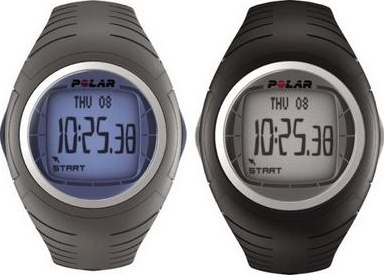 POLAR
THU 08
10:25.38
START
POLAR
THU 08
10:25.38
START